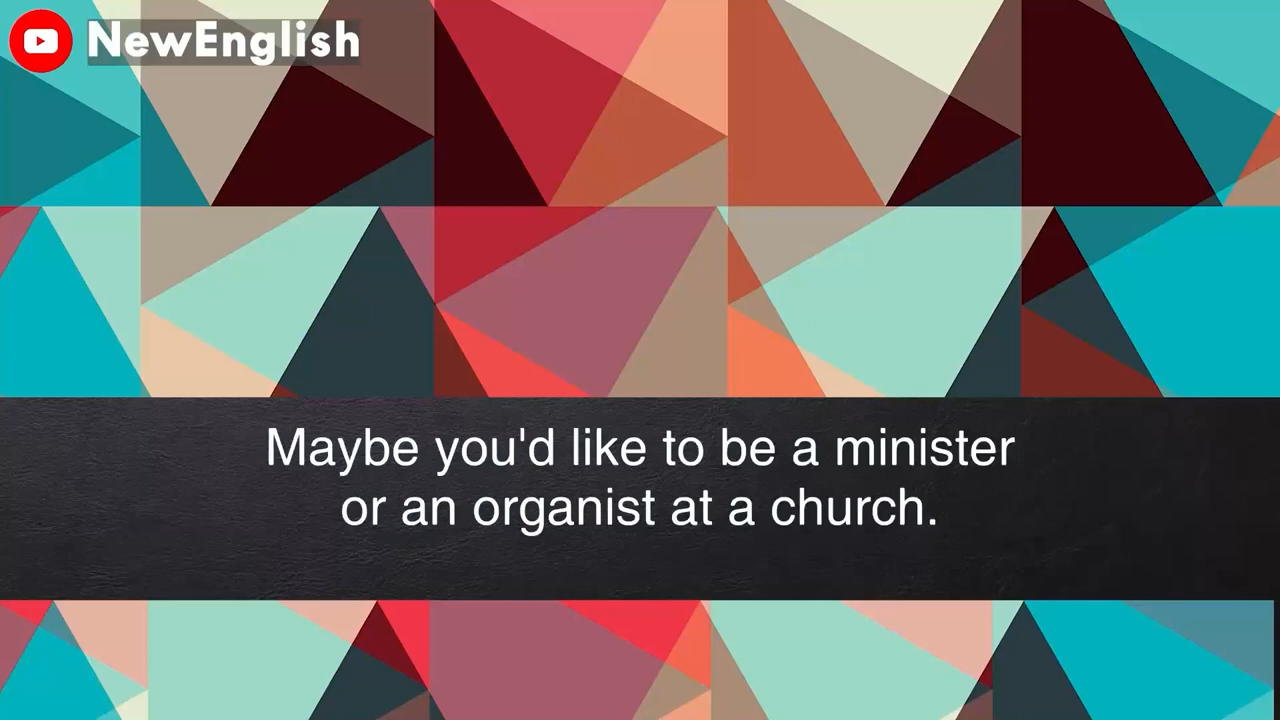 NewEnglish
Maybe you'd like to be a minister
or an organist at a church.